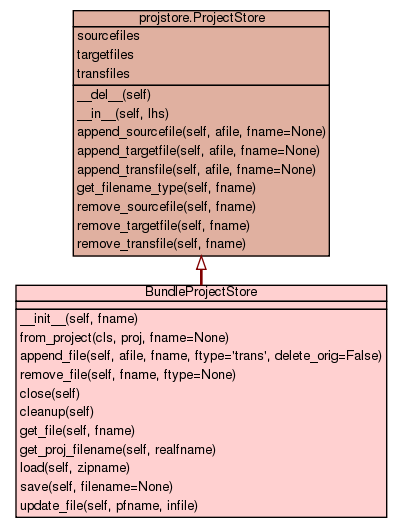 projstore.ProjectStore
sourcefiles
targetfiles
transfiles
__del__(self)
__in__(self, lhs)
append_sourcefile(self, afile, fname=None)
append_targetfile(self, afile, fname=None)
append_transfile(self, afile, fname=None)
get_filename_type(self, fname)
remove_sourcefile(self, fname)
remove_targetfile(self, fname)
remove_transfile(self, fname)
BundleProjectStore
__init__(self, fname)
from_project(cls, proj, fname=None)
append_file(self, afile, fname, ftype='trans', delete_orig=False)
remove_file(self, fname, ftype=None)
close(self)
cleanup(self)
get_file(self, fname)
get_proj_filename(self, realfname)
load(self, zipname)
save(self, filename=None)
update_file(self, pfname, infile)